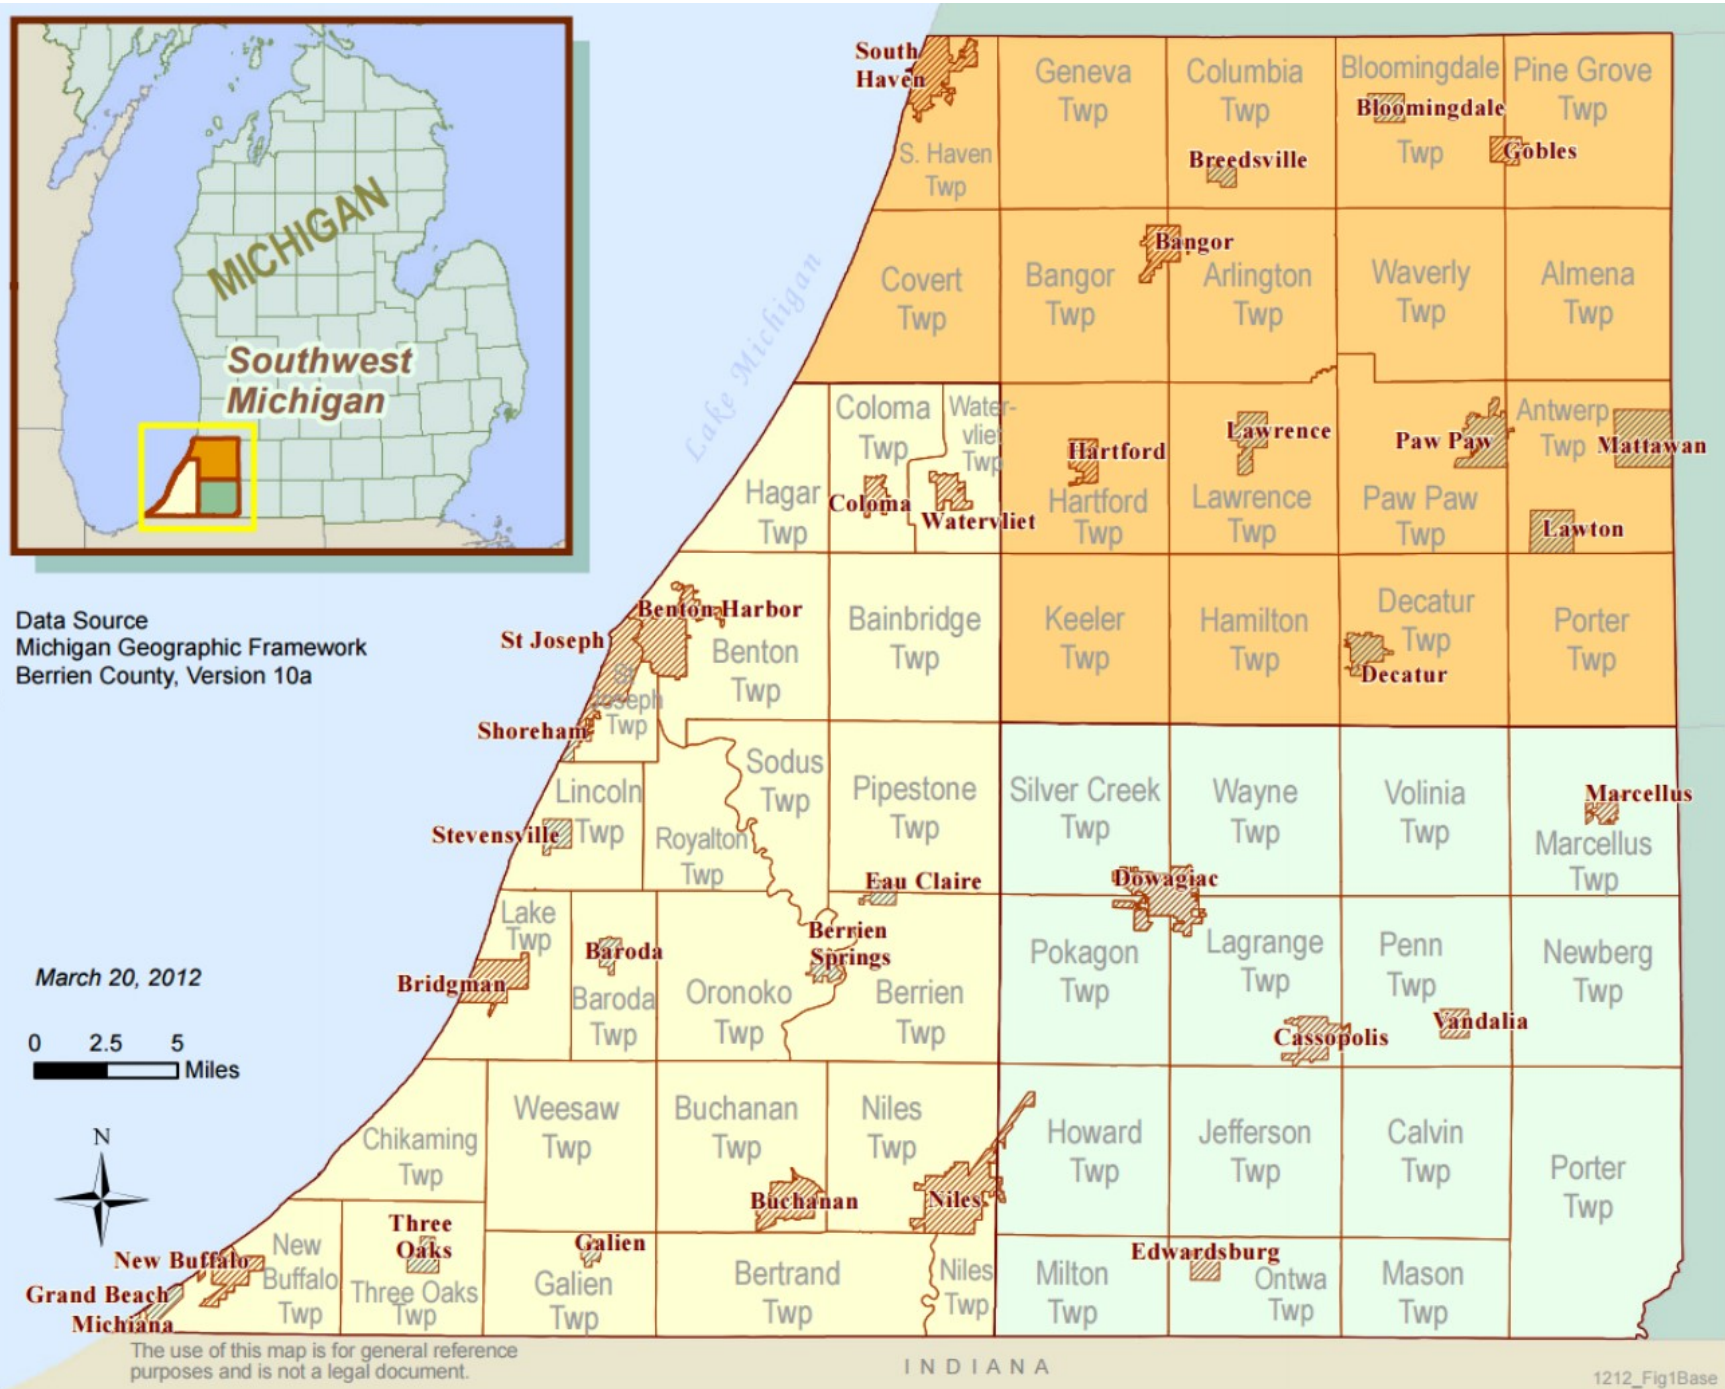 MICHIGAN
Southwest
Michigan
Data Source
Michigan Geographic Framework
Berrien County, Version 10a
March 20, 2012
0 2.5 5
Miles
N
Lake Michigan
South
Haven
S. Haven
Twp
Geneva
Twp
Columbia
Twp
Breedsville
Bloomingdale
Bloomingdale
Twp
Pine Grove
Twp
Gobles
Covert
Twp
Bangor
Bangor
Twp
Arlington
Twp
Waverly
Twp
Almena
Twp
Coloma
Twp
Water-
vliet
Twp
Hagar
Twp
Coloma
Watervliet
Hartford
Hartford
Twp
Lawrence
Lawrence
Twp
Paw Paw
Paw Paw
Twp
Antwerp
Twp
Mattawan
Lawton
Benton Harbor
St Joseph
Benton
Twp
St
Joseph
Twp
Shoreham
Bainbridge
Twp
Keeler
Twp
Hamilton
Twp
Decatur
Twp
Decatur
Porter
Twp
Lincoln
Twp
Stevensville
Royalton
Twp
Sodus
Twp
Pipestone
Twp
Eau Claire
Silver Creek
Twp
Wayne
Twp
Volinia
Twp
Marcellus
Marcellus
Twp
Dowagiac
Lake
Twp
Bridgman
Baroda
Baroda
Twp
Oronoko
Twp
Berrien
Springs
Berrien
Twp
Pokagon
Twp
Lagrange
Twp
Cassopolis
Penn
Twp
Vandalia
Newberg
Twp
Chikaming
Twp
Weesaw
Twp
Buchanan
Twp
Buchanan
Niles
Twp
Niles
Howard
Twp
Jefferson
Twp
Calvin
Twp
Porter
Twp
New Buffalo
Grand Beach
Michiana
New
Buffalo
Twp
Three
Oaks
Three Oaks
Twp
Galien
Galien
Twp
Bertrand
Twp
Niles
Twp
Milton
Twp
Edwardsburg
Ontwa
Twp
Mason
Twp
The use of this map is for general reference
purposes and is not a legal document.
INDIANA
1212_Fig1Base